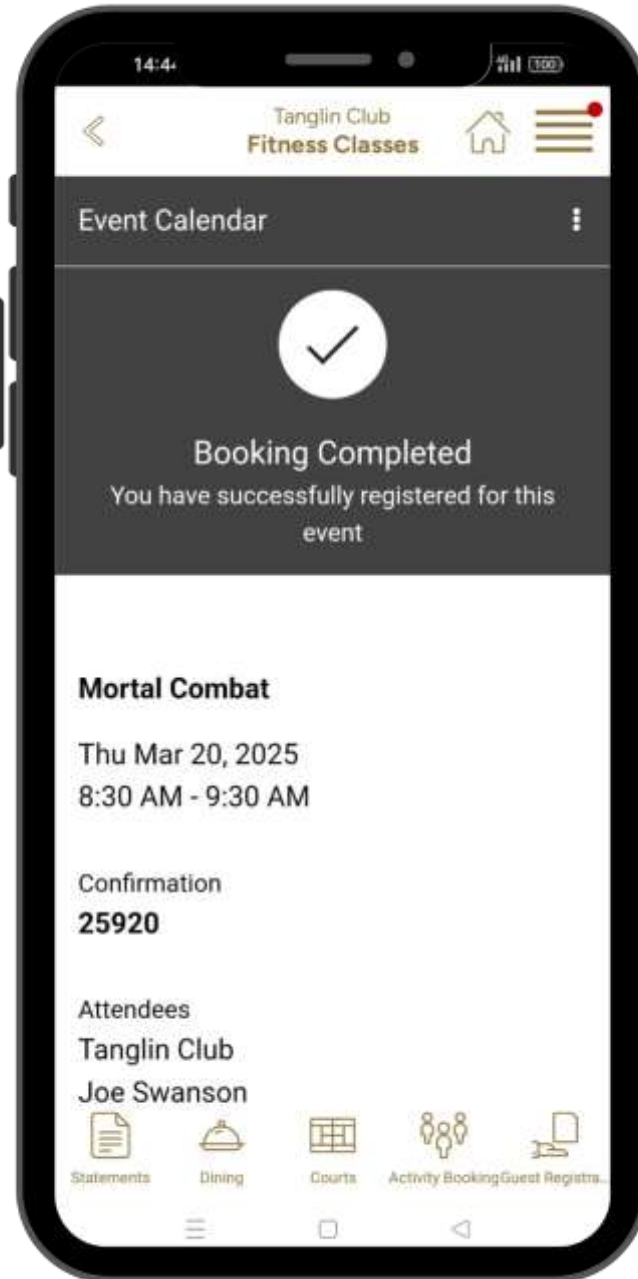 14:44
100
Tanglin Club
Fitness Classes
Event Calendar
Booking Completed
You have successfully registered for this
event
Mortal Combat
Thu Mar 20, 2025
8:30 AM - 9:30 AM
Confirmation
25920
Attendees
Tanglin Club
Joe Swanson
Statements Dining Courts Activity Booking Guest Registra...